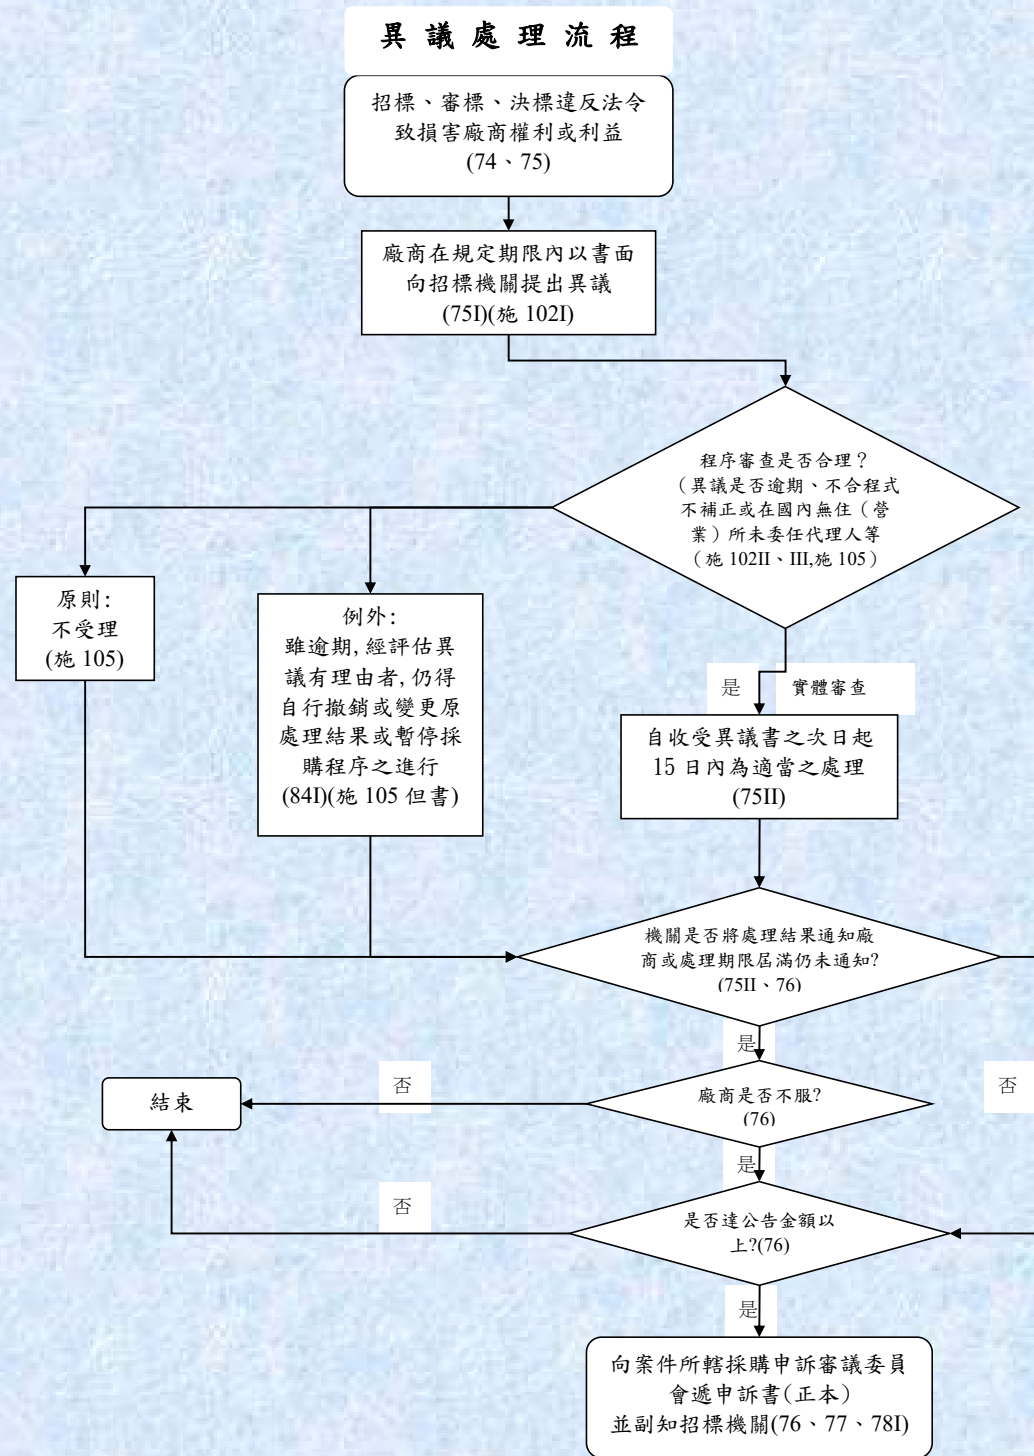 異議處理流程
招標、審標、決標違反法令
致損害廠商權利或利益
(74、75)
廠商在規定期限內以書面
向招標機關提出異議
(75I)(施 102I)
程序審查是否合理？
（異議是否逾期、不合程式
不補正或在國內無住（營
業）所未委任代理人等
（施 102II、III,施 105）
原則:
不受理
(施 105)
例外:
雖逾期,經評估異
議有理由者,仍得
自行撤銷或變更原
處理結果或暫停採
購程序之進行
(84I)(施 105 但書)
是
實體審查
自收受異議書之次日起
15 日內為適當之處理
(75II)
機關是否將處理結果通知廠
商或處理期限屆滿仍未通知?
(75II、76)
是
否
廠商是否不服?
(76)
否
結束
是
否
是否達公告金額以
上?(76)
是
向案件所轄採購申訴審議委員
會遞申訴書(正本)
並副知招標機關(76、77、78I)